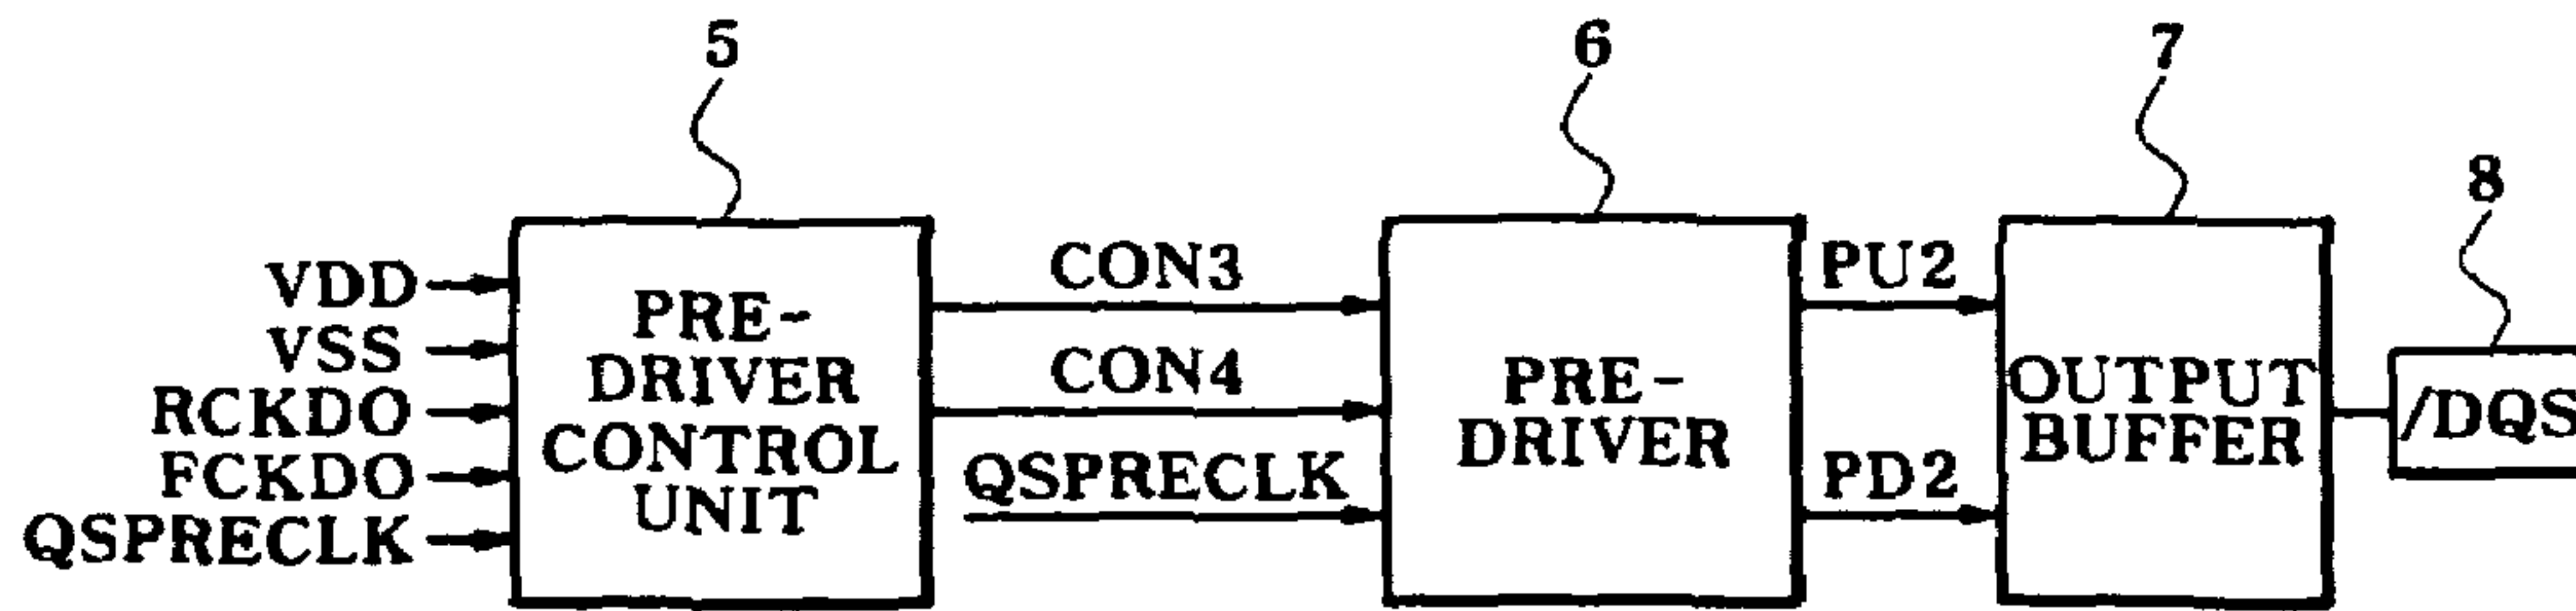 5
6
7
8
VDD
VSS
RCKDO
FCKDO
QSPRECLK
PRE-
DRIVER
CONTROL
UNIT
CON3
CON4
QSPRECLK
PRE-
DRIVER
PU2
PD2
OUTPUT
BUFFER
/DQS